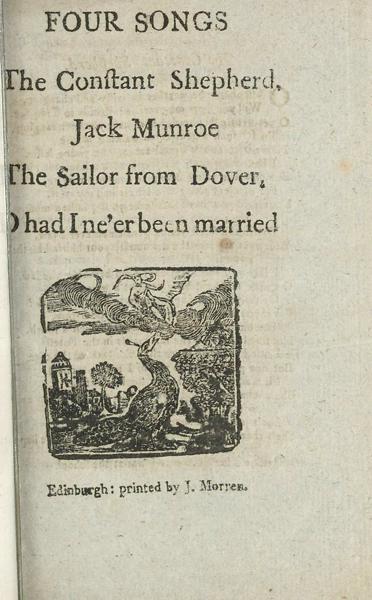 FOUR SONGS
The Conſtant Shepherd,
Jack Munroe
The Sailor from Dover,
O had I ne'er been married
Edinburgh: printed by J. Morren.